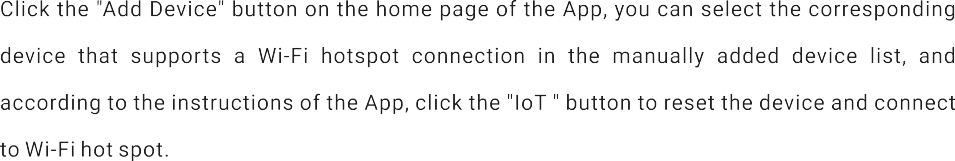 Click the "Add Device" button on the home page of the App, you can select the corresponding
device that supports a Wi-Fi hotspot connection in the manually added device list, and
according to the instructions of the App, click the "IoT " button to reset the device and connect
to Wi-Fi hot spot.